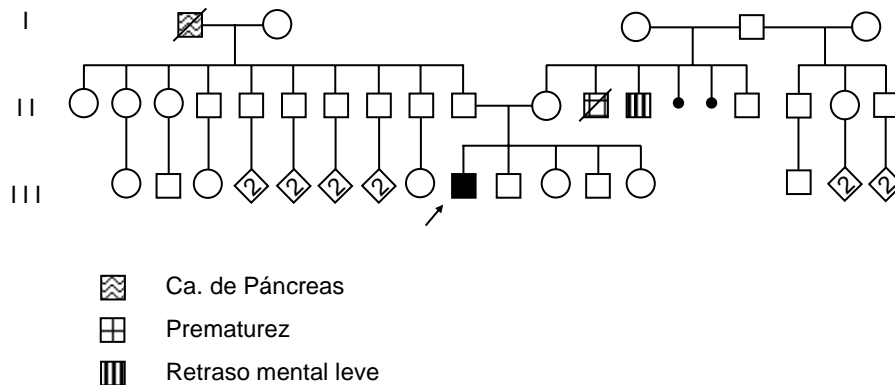 I
II
2 2 2 2 2 2
III
Ca. de Páncreas
Prematurez
Retraso mental leve